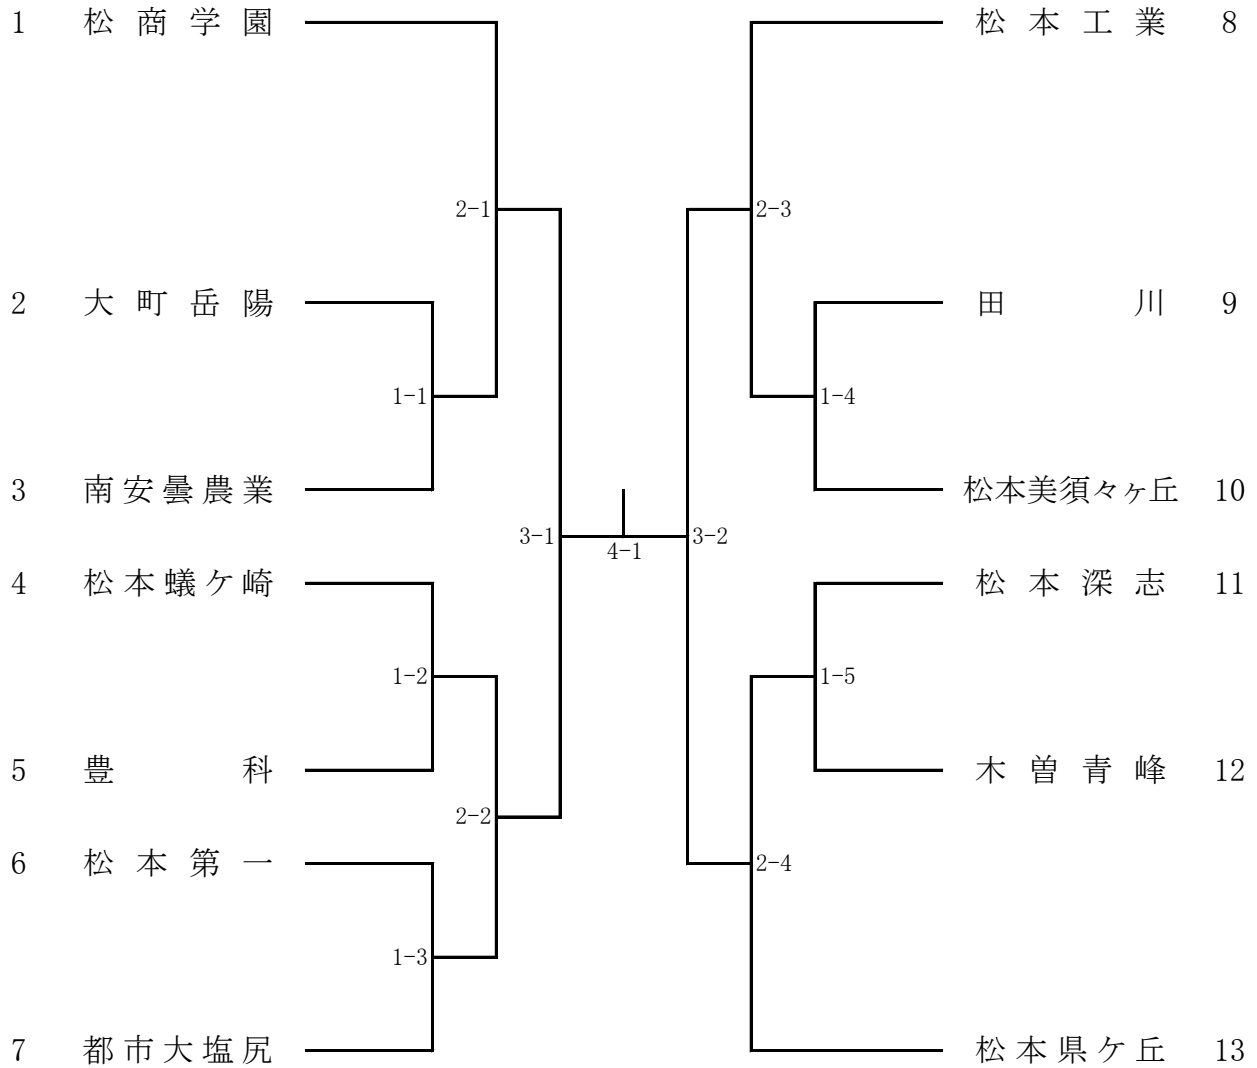 1 松商学園
松本工業 8
2-1
2-3
2 大町岳陽
田川 9
1-1
1-4
3 南安曇農業
松本美須々ヶ丘 10
3-1
4-1
3-2
4 松本蟻ケ崎
松本深志 11
1-2
1-5
5 豊科
木曽青峰 12
2-2
6 松本第一
2-4
1-3
7 都市大塩尻
松本県ケ丘 13